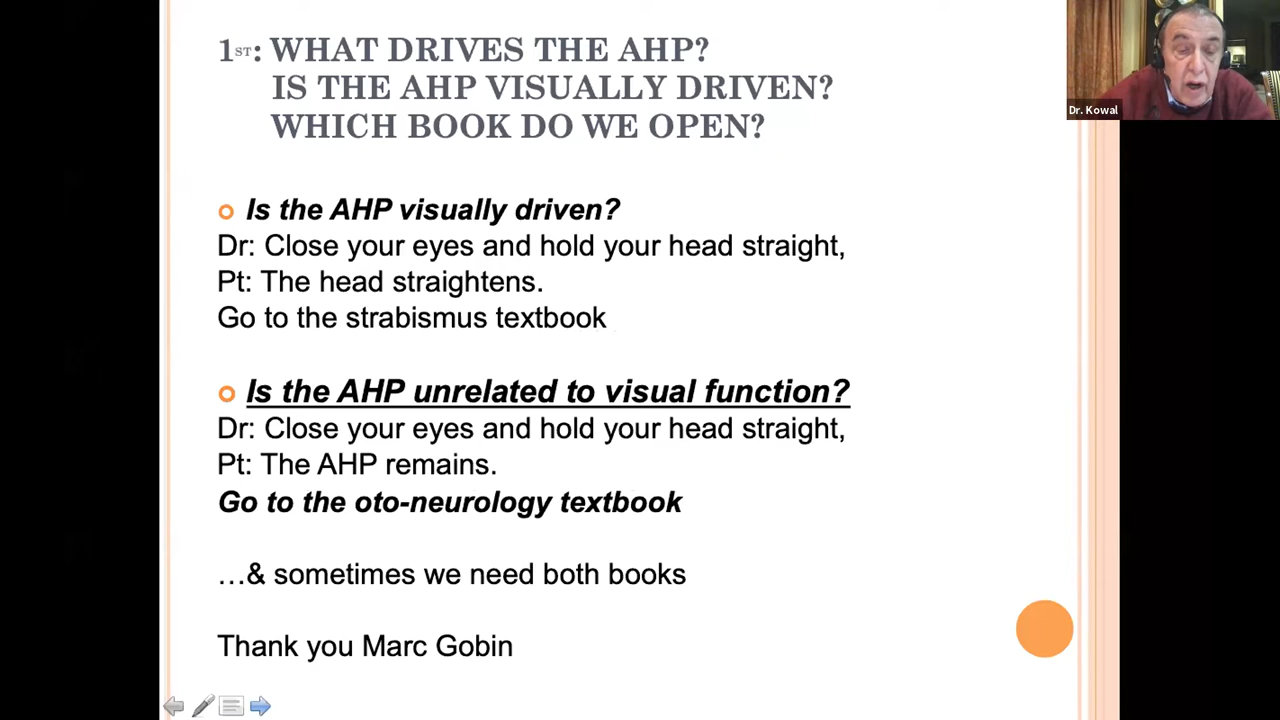 1ST: WHAT DRIVES THE AHP?
IS THE AHP VISUALLY DRIVEN?
WHICH BOOK DO WE OPEN?
Dr. Kowal
Is the AHP visually driven?
Dr: Close your eyes and hold your head straight,
Pt: The head straightens.
Go to the strabismus textbook
Is the AHP unrelated to visual function?
Dr: Close your eyes and hold your head straight,
Pt: The AHP remains.
Go to the oto-neurology textbook
…& sometimes we need both books
Thank you Marc Gobin